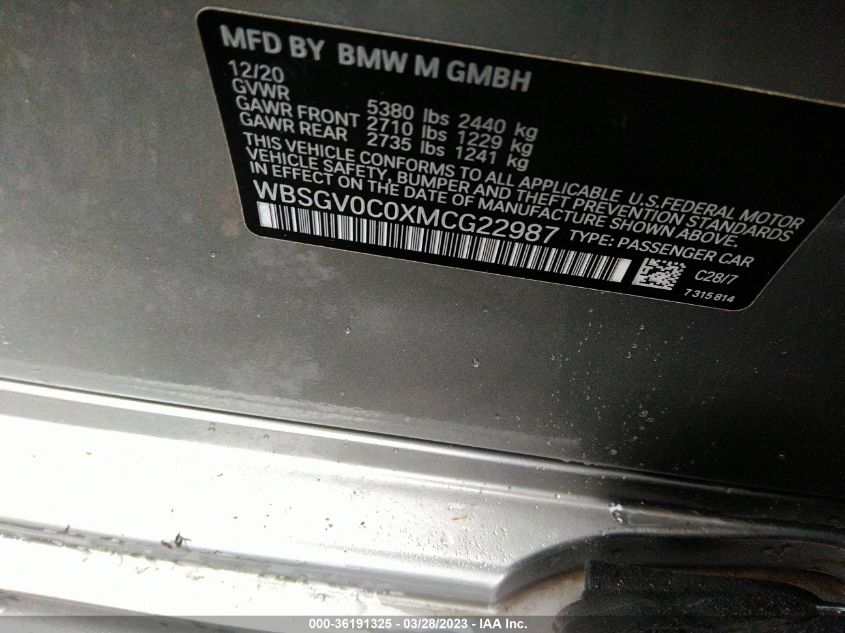 MFD BY BMW M GMBH
12/20
GVWR 5380 lbs 2440 kg
GAWR FRONT 2710 lbs 1229 kg
GAWR REAR 2735 lbs 1241 kg
THIS VEHICLE CONFORMS TO ALL APPLICABLE U.S.FEDERAL MOTOR
VEHICLE SAFETY, BUMPER AND THEFT PREVENTION STANDARDS
IN EFFECT ON THE DATE OF MANUFACTURE SHOWN ABOVE.
WBSGV0C0XMCG22987 TYPE: PASSENGER CAR
C28/7
7 315 814
000-36191325 - 03/28/2023 - IAA Inc.